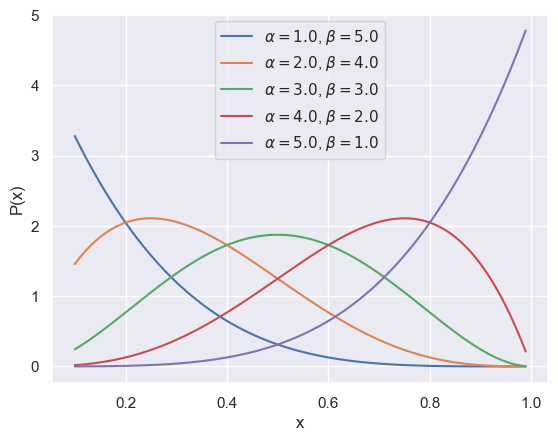 5
4
3
2
1
0
P(x)
α = 1.0, β = 5.0
α = 2.0, β = 4.0
α = 3.0, β = 3.0
α = 4.0, β = 2.0
α = 5.0, β = 1.0
0.2 0.4 0.6 0.8 1.0
x